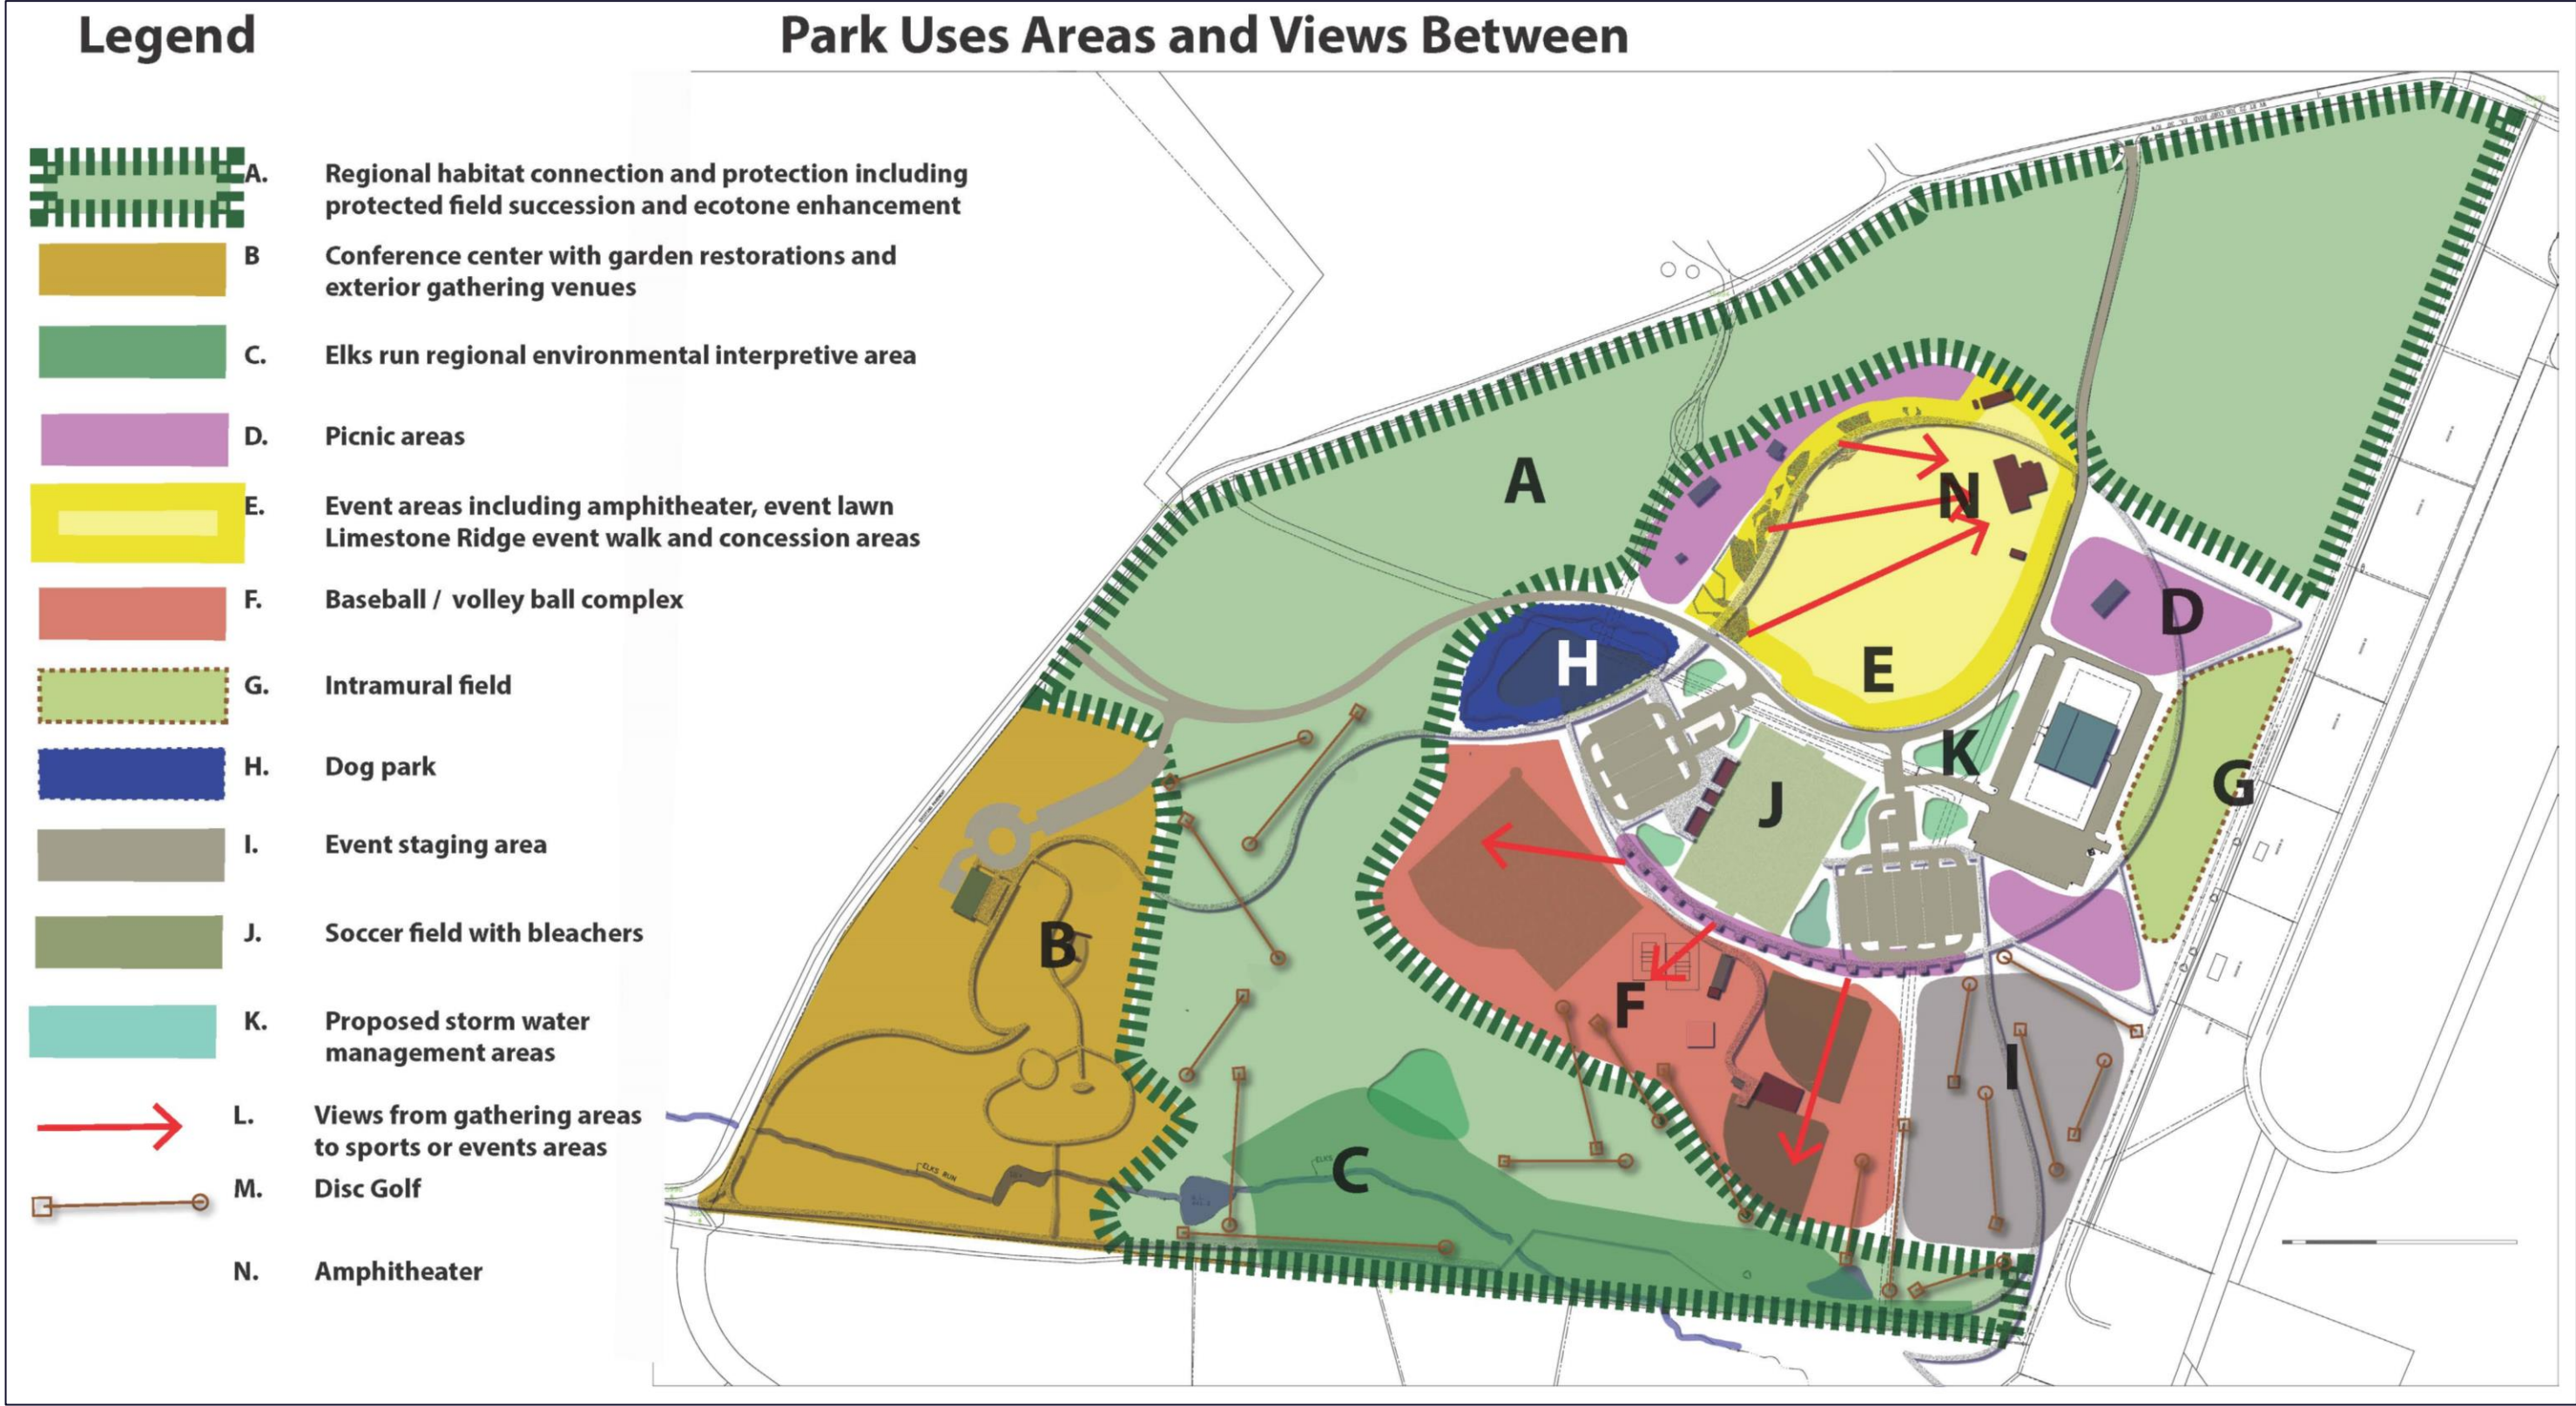 Legend
Park Uses Areas and Views Between
A. Regional habitat connection and protection including
protected field succession and ecotone enhancement
B Conference center with garden restorations and
exterior gathering venues
C. Elks run regional environmental interpretive area
D. Picnic areas
E. Event areas including amphitheater, event lawn
Limestone Ridge event walk and concession areas
F. Baseball / volley ball complex
G. Intramural field
H. Dog park
I. Event staging area
J. Soccer field with bleachers
K. Proposed storm water
management areas
L. Views from gathering areas
to sports or events areas
M. Disc Golf
N. Amphitheater
A
N
D
H
E
K
G
J
B
F
I
C
ELKS RUN
ELKS